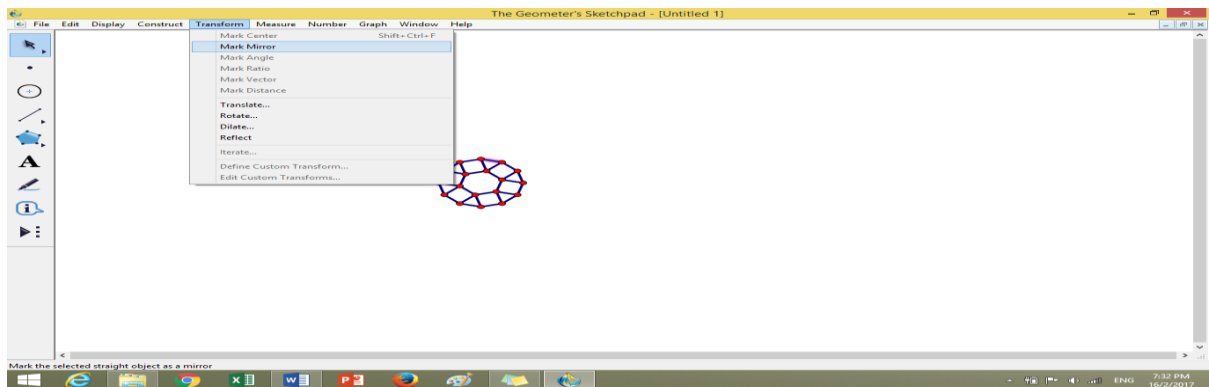 The Geometer's Sketchpad - [Untitled 1]
File Edit Display Construct Transform Measure Number Graph Window Help
Mark Center Shift+Ctrl+F
Mark Mirror
Mark Angle
Mark Ratio
Mark Vector
Mark Distance
Translate...
Rotate...
Dilate...
Reflect
Iterate...
Define Custom Transform...
Edit Custom Transforms...
A
Mark the selected straight object as a mirror
ENG 7:32 PM
16/2/2017